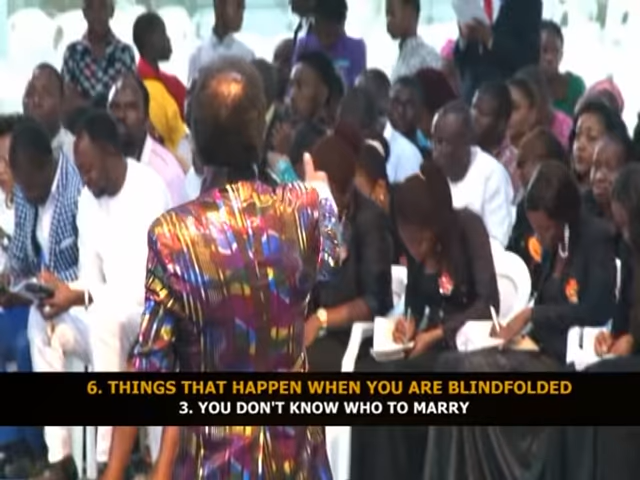 6. THINGS THAT HAPPEN WHEN YOU ARE BLINDFOLDED
3. YOU DON'T KNOW WHO TO MARRY